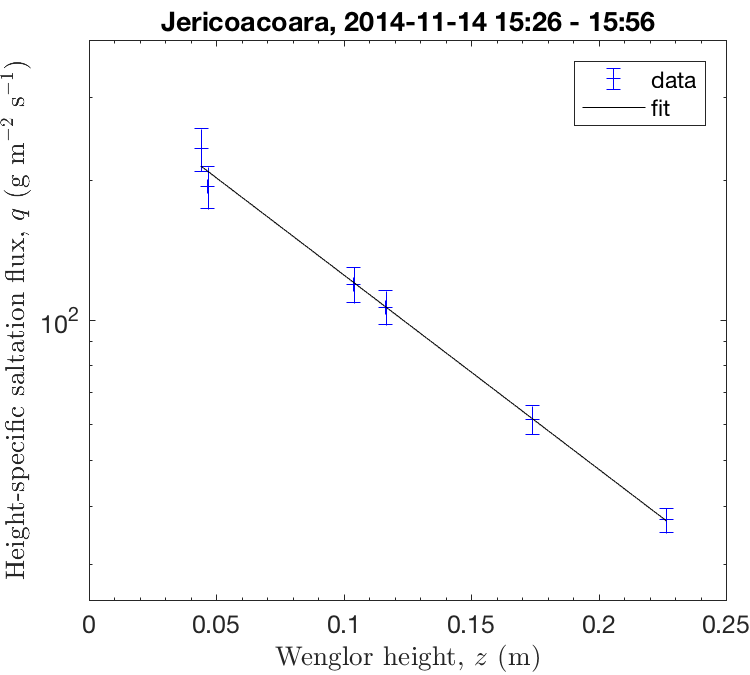 Jericoacoara, 2014-11-14 15:26 - 15:56
data
fit
Height-specific saltation flux, q (g m⁻² s⁻¹)
10²
0 0.05 0.1 0.15 0.2 0.25
Wenglor height, z (m)